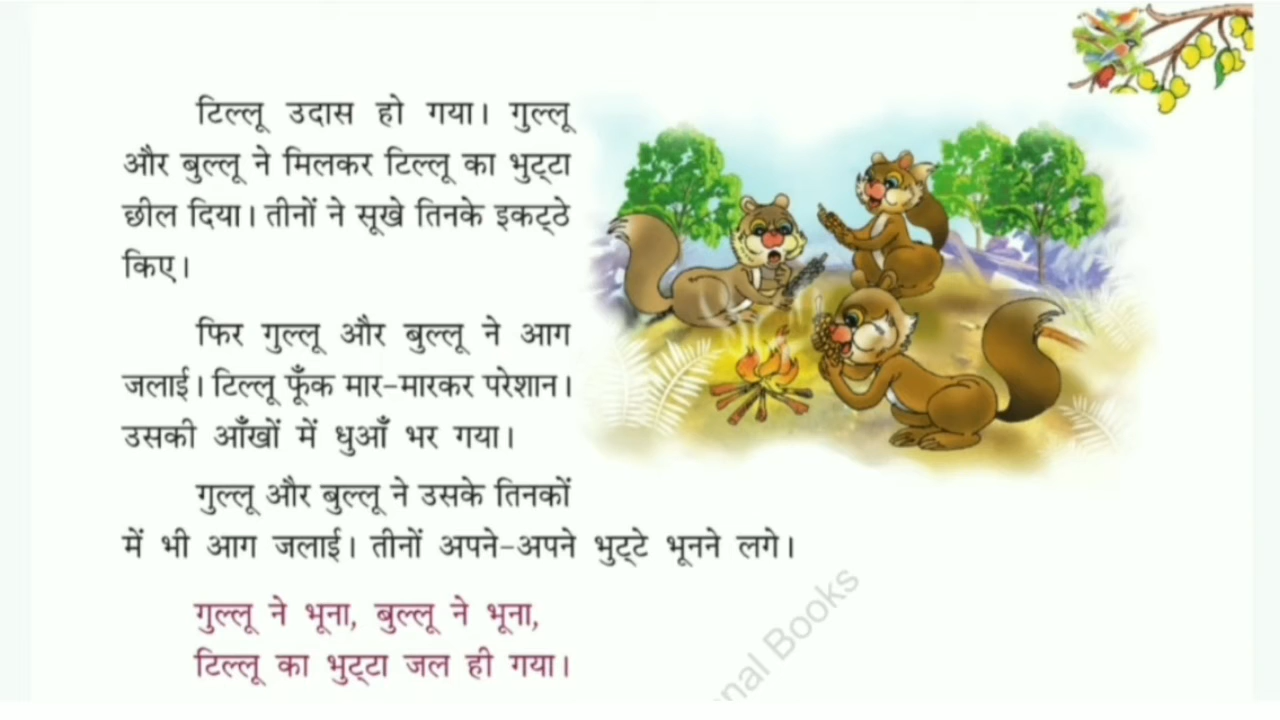 टिल्लू उदास हो गया। गुल्लू
और बुल्लू ने मिलकर टिल्लू का भुट्टा
छील दिया। तीनों ने सूखे तिनके इकट्ठे
किए।
फिर गुल्लू और बुल्लू ने आग
जलाई। टिल्लू फूँक मार-मारकर परेशान।
उसकी आँखों में धुआँ भर गया।
गुल्लू और बुल्लू ने उसके तिनकों
में भी आग जलाई। तीनों अपने-अपने भुट्टे भूनने लगे।
गुल्लू ने भूना, बुल्लू ने भूना,
टिल्लू का भुट्टा जल ही गया।
Books